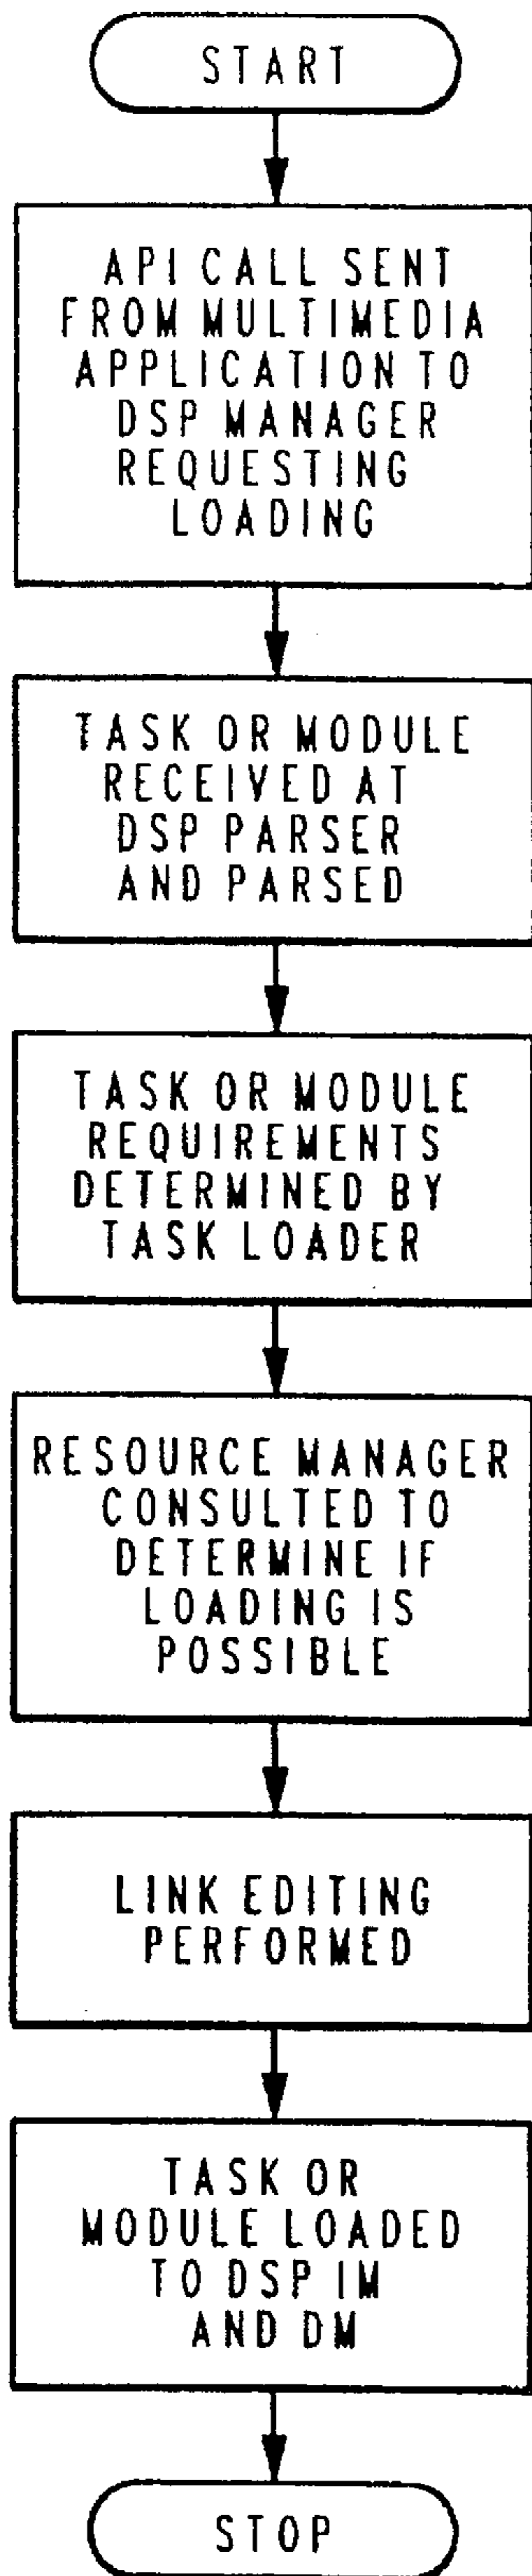 START
API CALL SENT
FROM MULTIMEDIA
APPLICATION TO
DSP MANAGER
REQUESTING
LOADING
TASK OR MODULE
RECEIVED AT
DSP PARSER
AND PARSED
TASK OR MODULE
REQUIREMENTS
DETERMINED BY
TASK LOADER
RESOURCE MANAGER
CONSULTED TO
DETERMINE IF
LOADING IS
POSSIBLE
LINK EDITING
PERFORMED
TASK OR
MODULE LOADED
TO DSP IM
AND DM
STOP